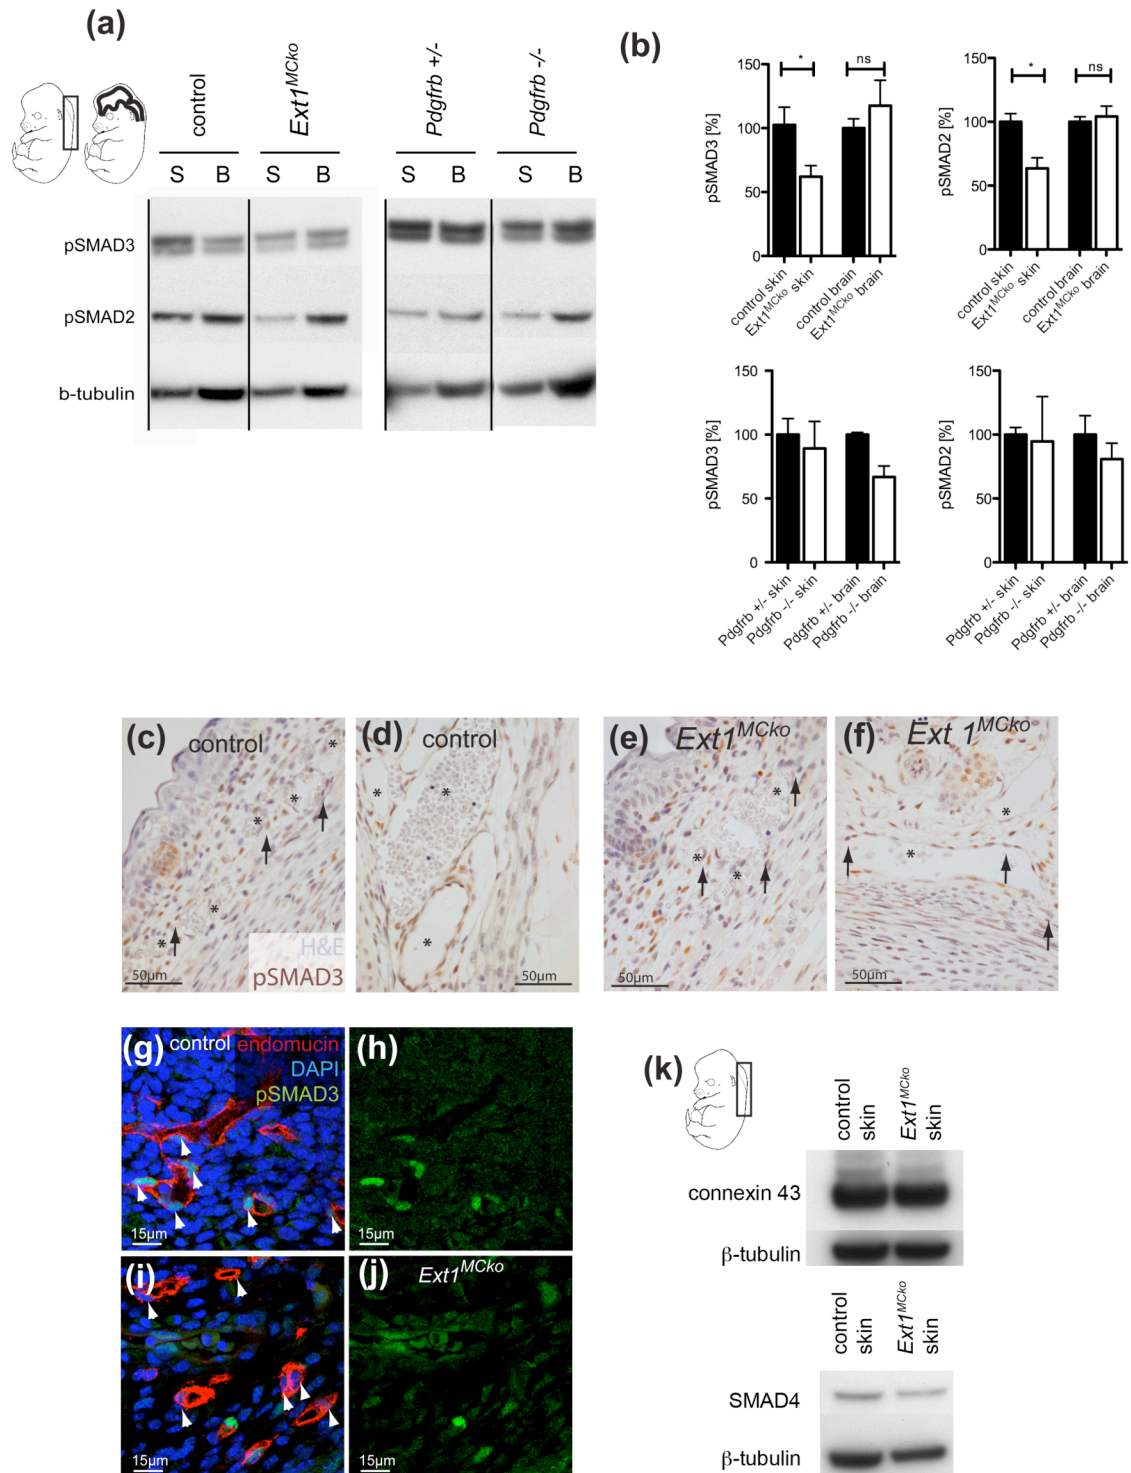 (a)
control
Ext1MCko
Pdgfrb +/-
Pdgfrb -/-
S B S B S B S B
pSMAD3
pSMAD2
b-tubulin
(b)
pSMAD3 [%]
150
100
50
0
* ns
control skin
Ext1MCko skin
control brain
Ext1MCko brain
pSMAD2 [%]
150
100
50
0
* ns
control skin
Ext1MCko skin
control brain
Ext1MCko brain
pSMAD3 [%]
150
100
50
0
Pdgfrb +/- skin
Pdgfrb -/- skin
Pdgfrb +/- brain
Pdgfrb -/- brain
pSMAD2 [%]
150
100
50
0
Pdgfrb +/- skin
Pdgfrb -/- skin
Pdgfrb +/- brain
Pdgfrb -/- brain
(c) control
* * * * *
H&E
pSMAD3
50µm
(d) control
* * *
50µm
(e) Ext1MCko
* * *
50µm
(f) Ext 1MCko
* *
50µm
(g) control endomucin
DAPI
pSMAD3
15µm
(h)
15µm
(i)
15µm
(j) Ext1MCko
15µm
(k)
control
skin
Ext1MCko
skin
connexin 43
β-tubulin
control
skin
Ext1MCko
skin
SMAD4
β-tubulin